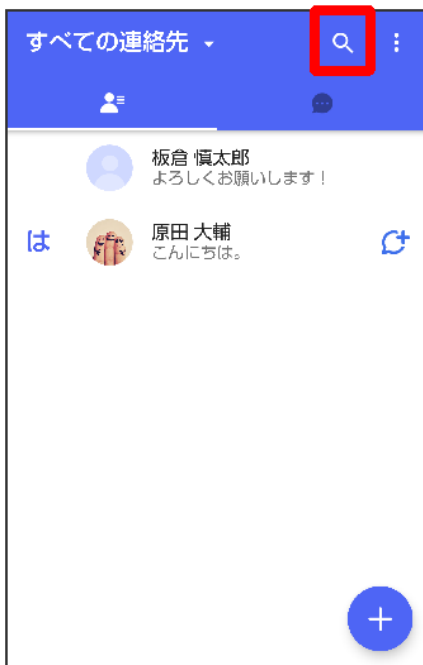 すべての連絡先
板倉 慎太郎
よろしくお願いします！
は
原田 大輔
こんにちは。